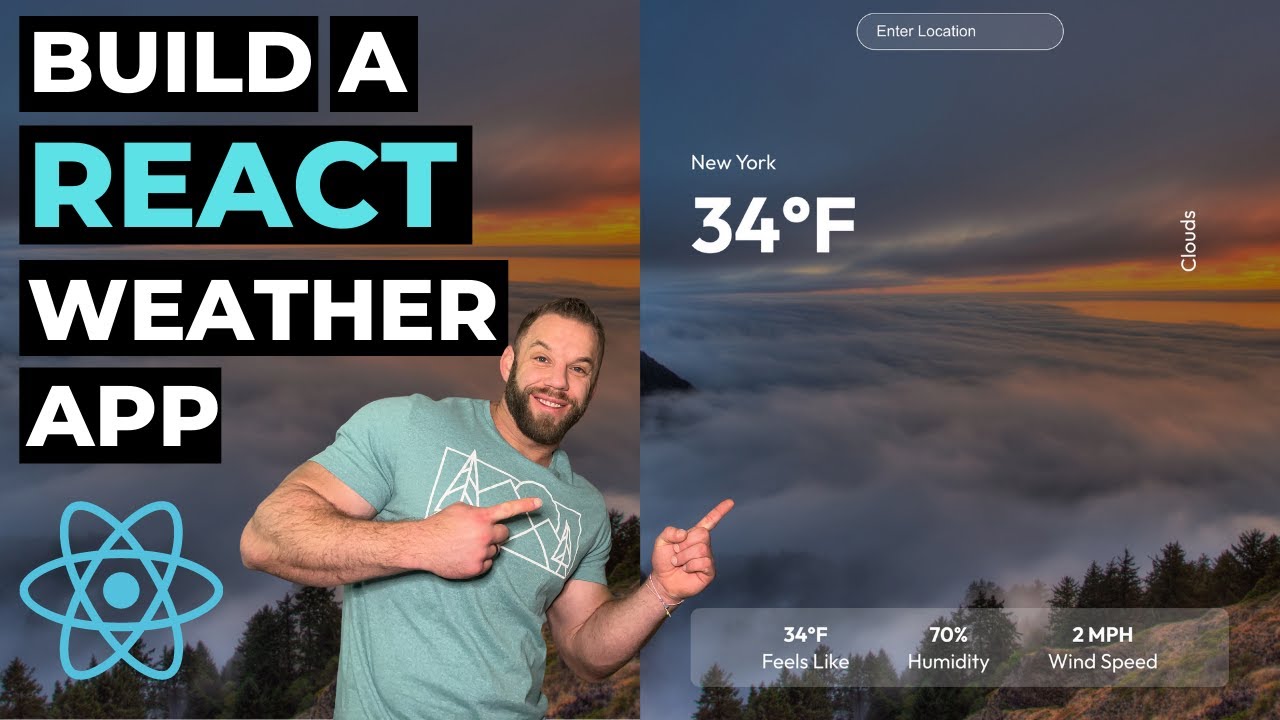 BUILD A
REACT
WEATHER
APP
Enter Location
New York
34°F
Clouds
34°F 70% 2 MPH
Feels Like Humidity Wind Speed